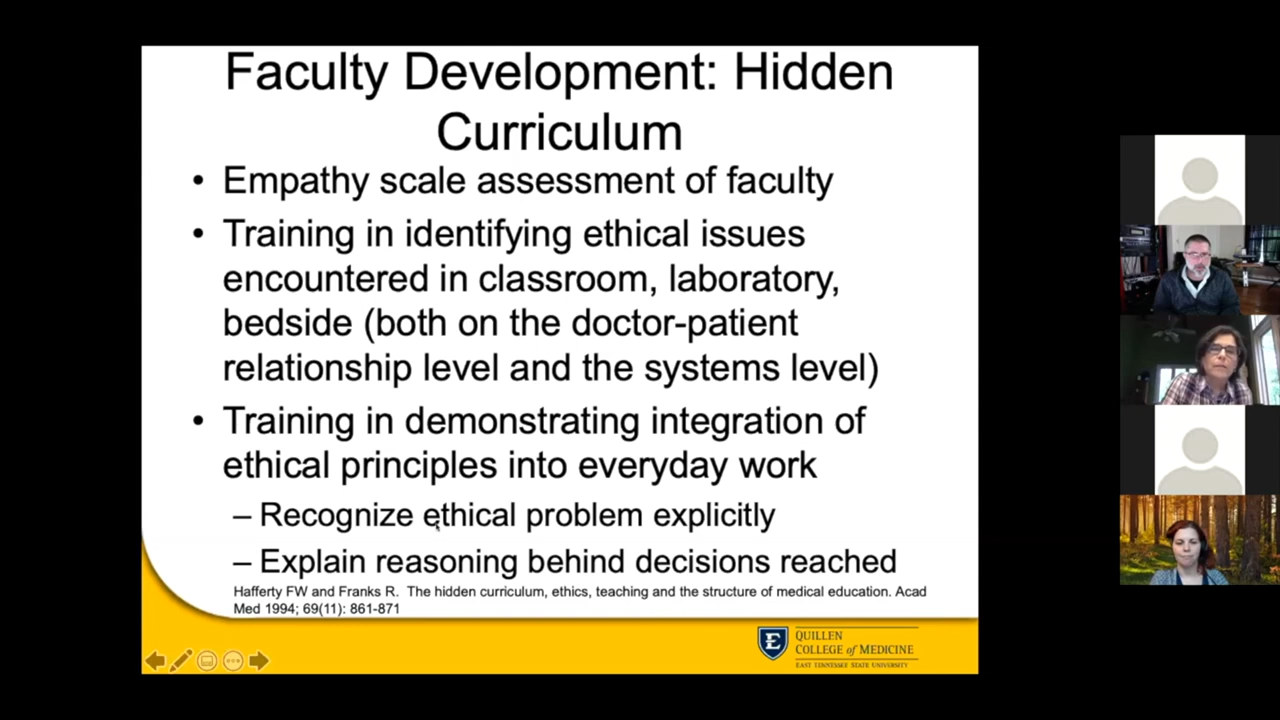 Faculty Development: Hidden
Curriculum
• Empathy scale assessment of faculty
• Training in identifying ethical issues
encountered in classroom, laboratory,
bedside (both on the doctor-patient
relationship level and the systems level)
• Training in demonstrating integration of
ethical principles into everyday work
– Recognize ethical problem explicitly
– Explain reasoning behind decisions reached
Hafferty FW and Franks R. The hidden curriculum, ethics, teaching and the structure of medical education. Acad
Med 1994; 69(11): 861-871
E
QUILLEN
COLLEGE of MEDICINE
EAST TENNESSEE STATE UNIVERSITY